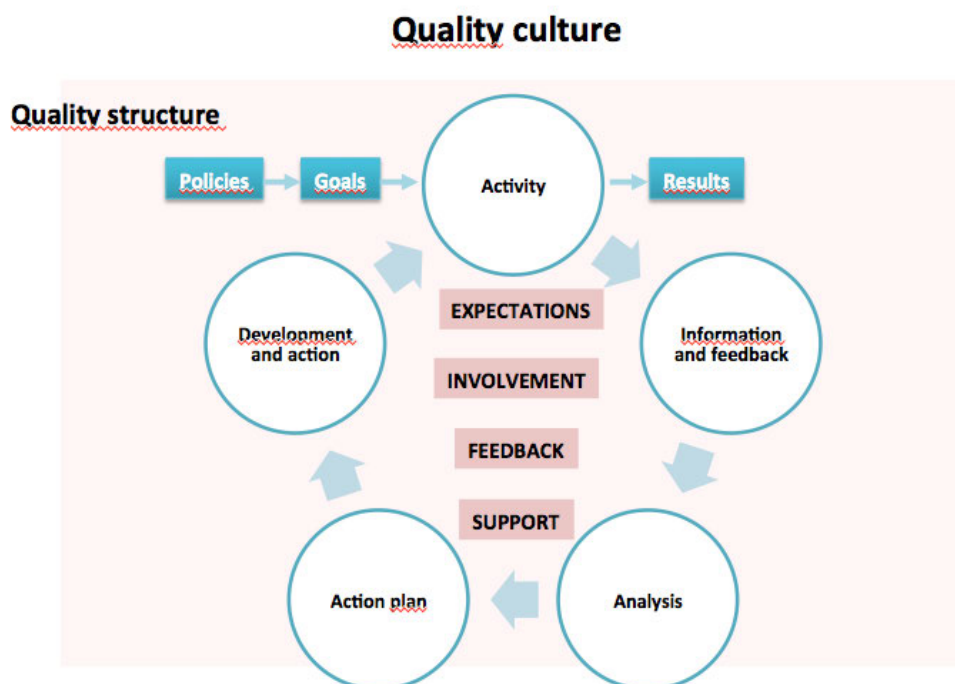 Quality culture
Quality structure
Policies
Goals
Activity
Results
EXPECTATIONS
Development
and action
Information
and feedback
INVOLVEMENT
FEEDBACK
SUPPORT
Action plan
Analysis